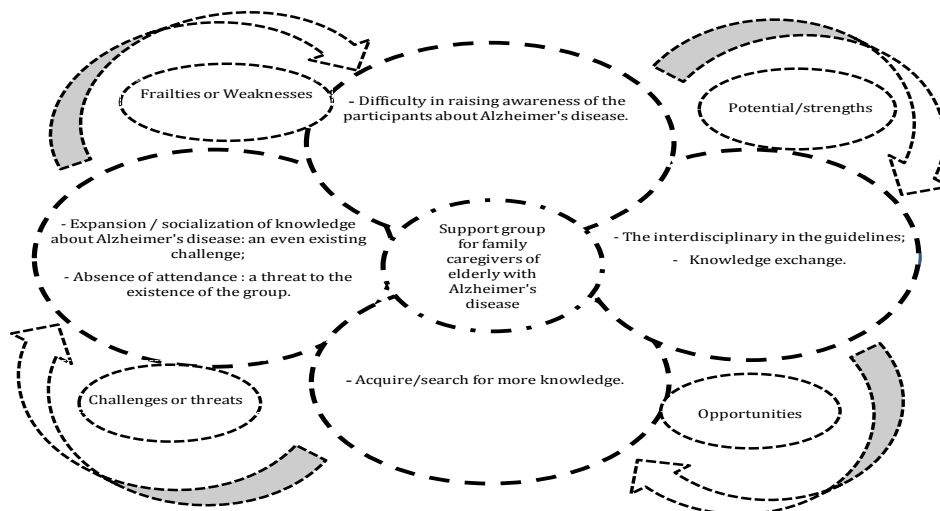 Frailties or Weaknesses
- Difficulty in raising awareness of the
participants about Alzheimer's disease.
Potential/strengths
- Expansion / socialization of knowledge
about Alzheimer's disease: an even existing
challenge;
- Absence of attendance : a threat to the
existence of the group.
Support group
for family
caregivers of
elderly with
Alzheimer's
disease
- The interdisciplinary in the guidelines;
- Knowledge exchange.
Challenges or threats
- Acquire/search for more knowledge.
Opportunities